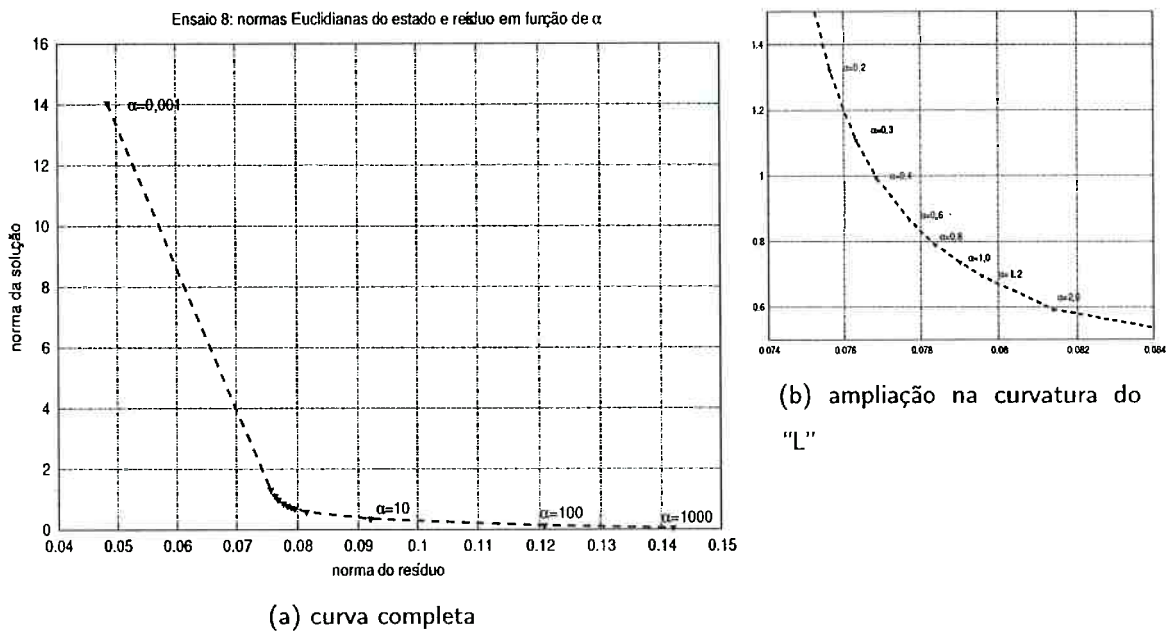 Ensaio 8: normas Euclidianas do estado e resíduo em função de α
16
14
12
10
8
6
4
2
0
norma da solução
α=0,001
α=10
α=100
α=1000
0.04 0.05 0.06 0.07 0.08 0.09 0.1 0.11 0.12 0.13 0.14 0.15
norma do resíduo
(a) curva completa
1.4
1.2
1
0.8
0.6
α=0,2
α=0,3
α=0,4
α=0,6
α=0,8
α=1,0
α=1,2
α=2,0
0.074 0.076 0.078 0.08 0.082 0.084
(b) ampliação na curvatura do
"L"